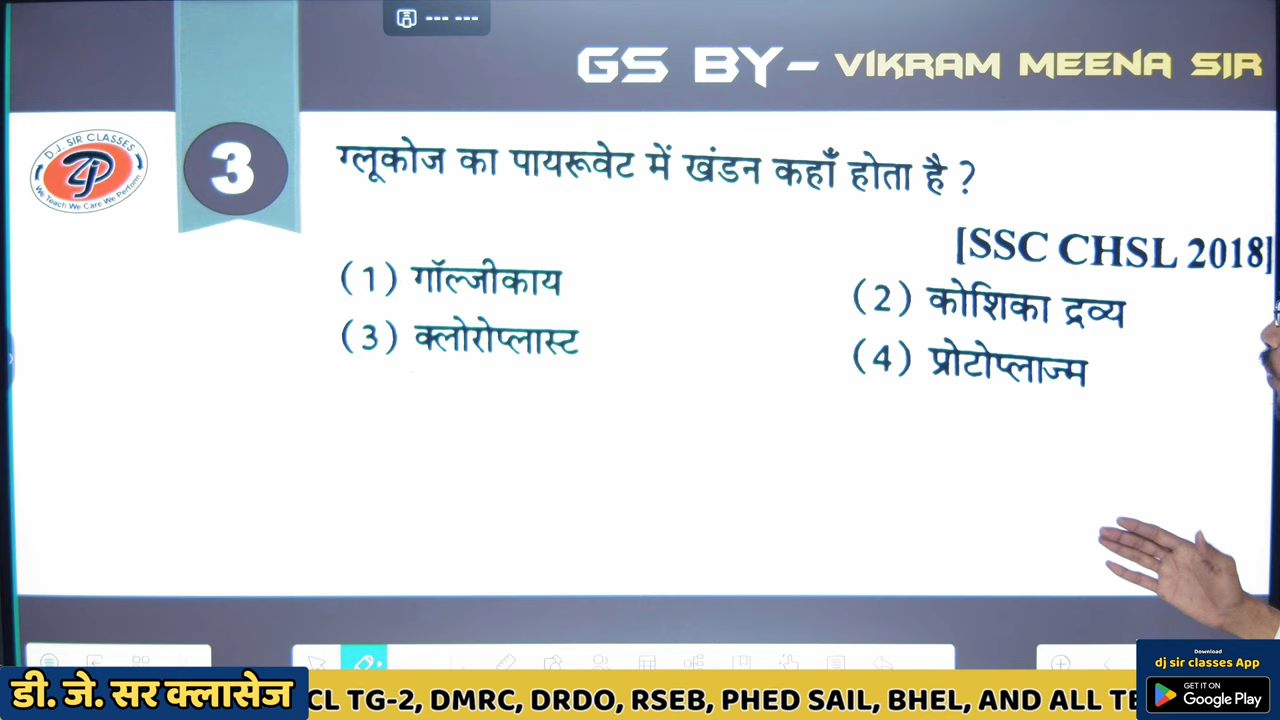 --- ---
GS BY- VIKRAM MEENA SIR
D.J. SIR CLASSES
We Teach We Care We Perform
3
ग्लूकोज का पायरूवेट में खंडन कहाँ होता है ?
[SSC CHSL 2018]
(1) गॉल्जीकाय
(2) कोशिका द्रव्य
(3) क्लोरोप्लास्ट
(4) प्रोटोप्लाज्म
डी. जे. सर क्लासेज
CL TG-2, DMRC, DRDO, RSEB, PHED SAIL, BHEL, AND ALL TE
Download
dj sir classes App
GET IT ON
Google Play